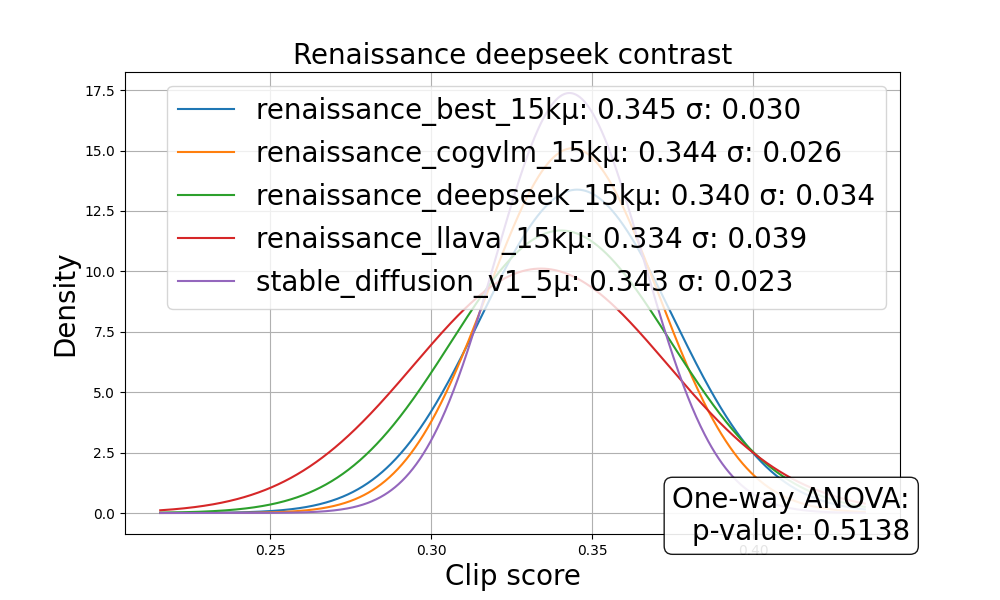 Renaissance deepseek contrast
17.5
15.0
12.5
10.0
7.5
5.0
2.5
0.0
Density
renaissance_best_15kμ: 0.345 σ: 0.030
renaissance_cogvlm_15kμ: 0.344 σ: 0.026
renaissance_deepseek_15kμ: 0.340 σ: 0.034
renaissance_llava_15kμ: 0.334 σ: 0.039
stable_diffusion_v1_5μ: 0.343 σ: 0.023
One-way ANOVA:
p-value: 0.5138
0.25 0.30 0.35 0.40
Clip score